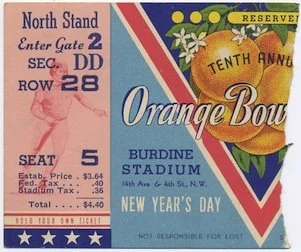 North Stand
Enter Gate 2
SEC. DD
ROW 28
SEAT 5
Estab. Price . $3.64
Fed. Tax . . . .40
Stadium Tax . .36
Total . . . . $4.40
HOLD YOUR OWN TICKET
RESERVE
TENTH ANNU
Orange Bow
BURDINE
STADIUM
14th Ave & 4th St., N.W.
NEW YEAR'S DAY
NOT RESPONSIBLE FOR LOST